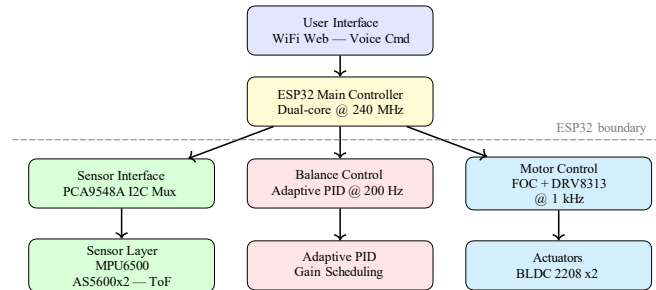 User Interface
WiFi Web — Voice Cmd
ESP32 Main Controller
Dual-core @ 240 MHz
ESP32 boundary
Sensor Interface
PCA9548A I2C Mux
Balance Control
Adaptive PID @ 200 Hz
Motor Control
FOC + DRV8313
@ 1 kHz
Sensor Layer
MPU6500
AS5600x2 — ToF
Adaptive PID
Gain Scheduling
Actuators
BLDC 2208 x2